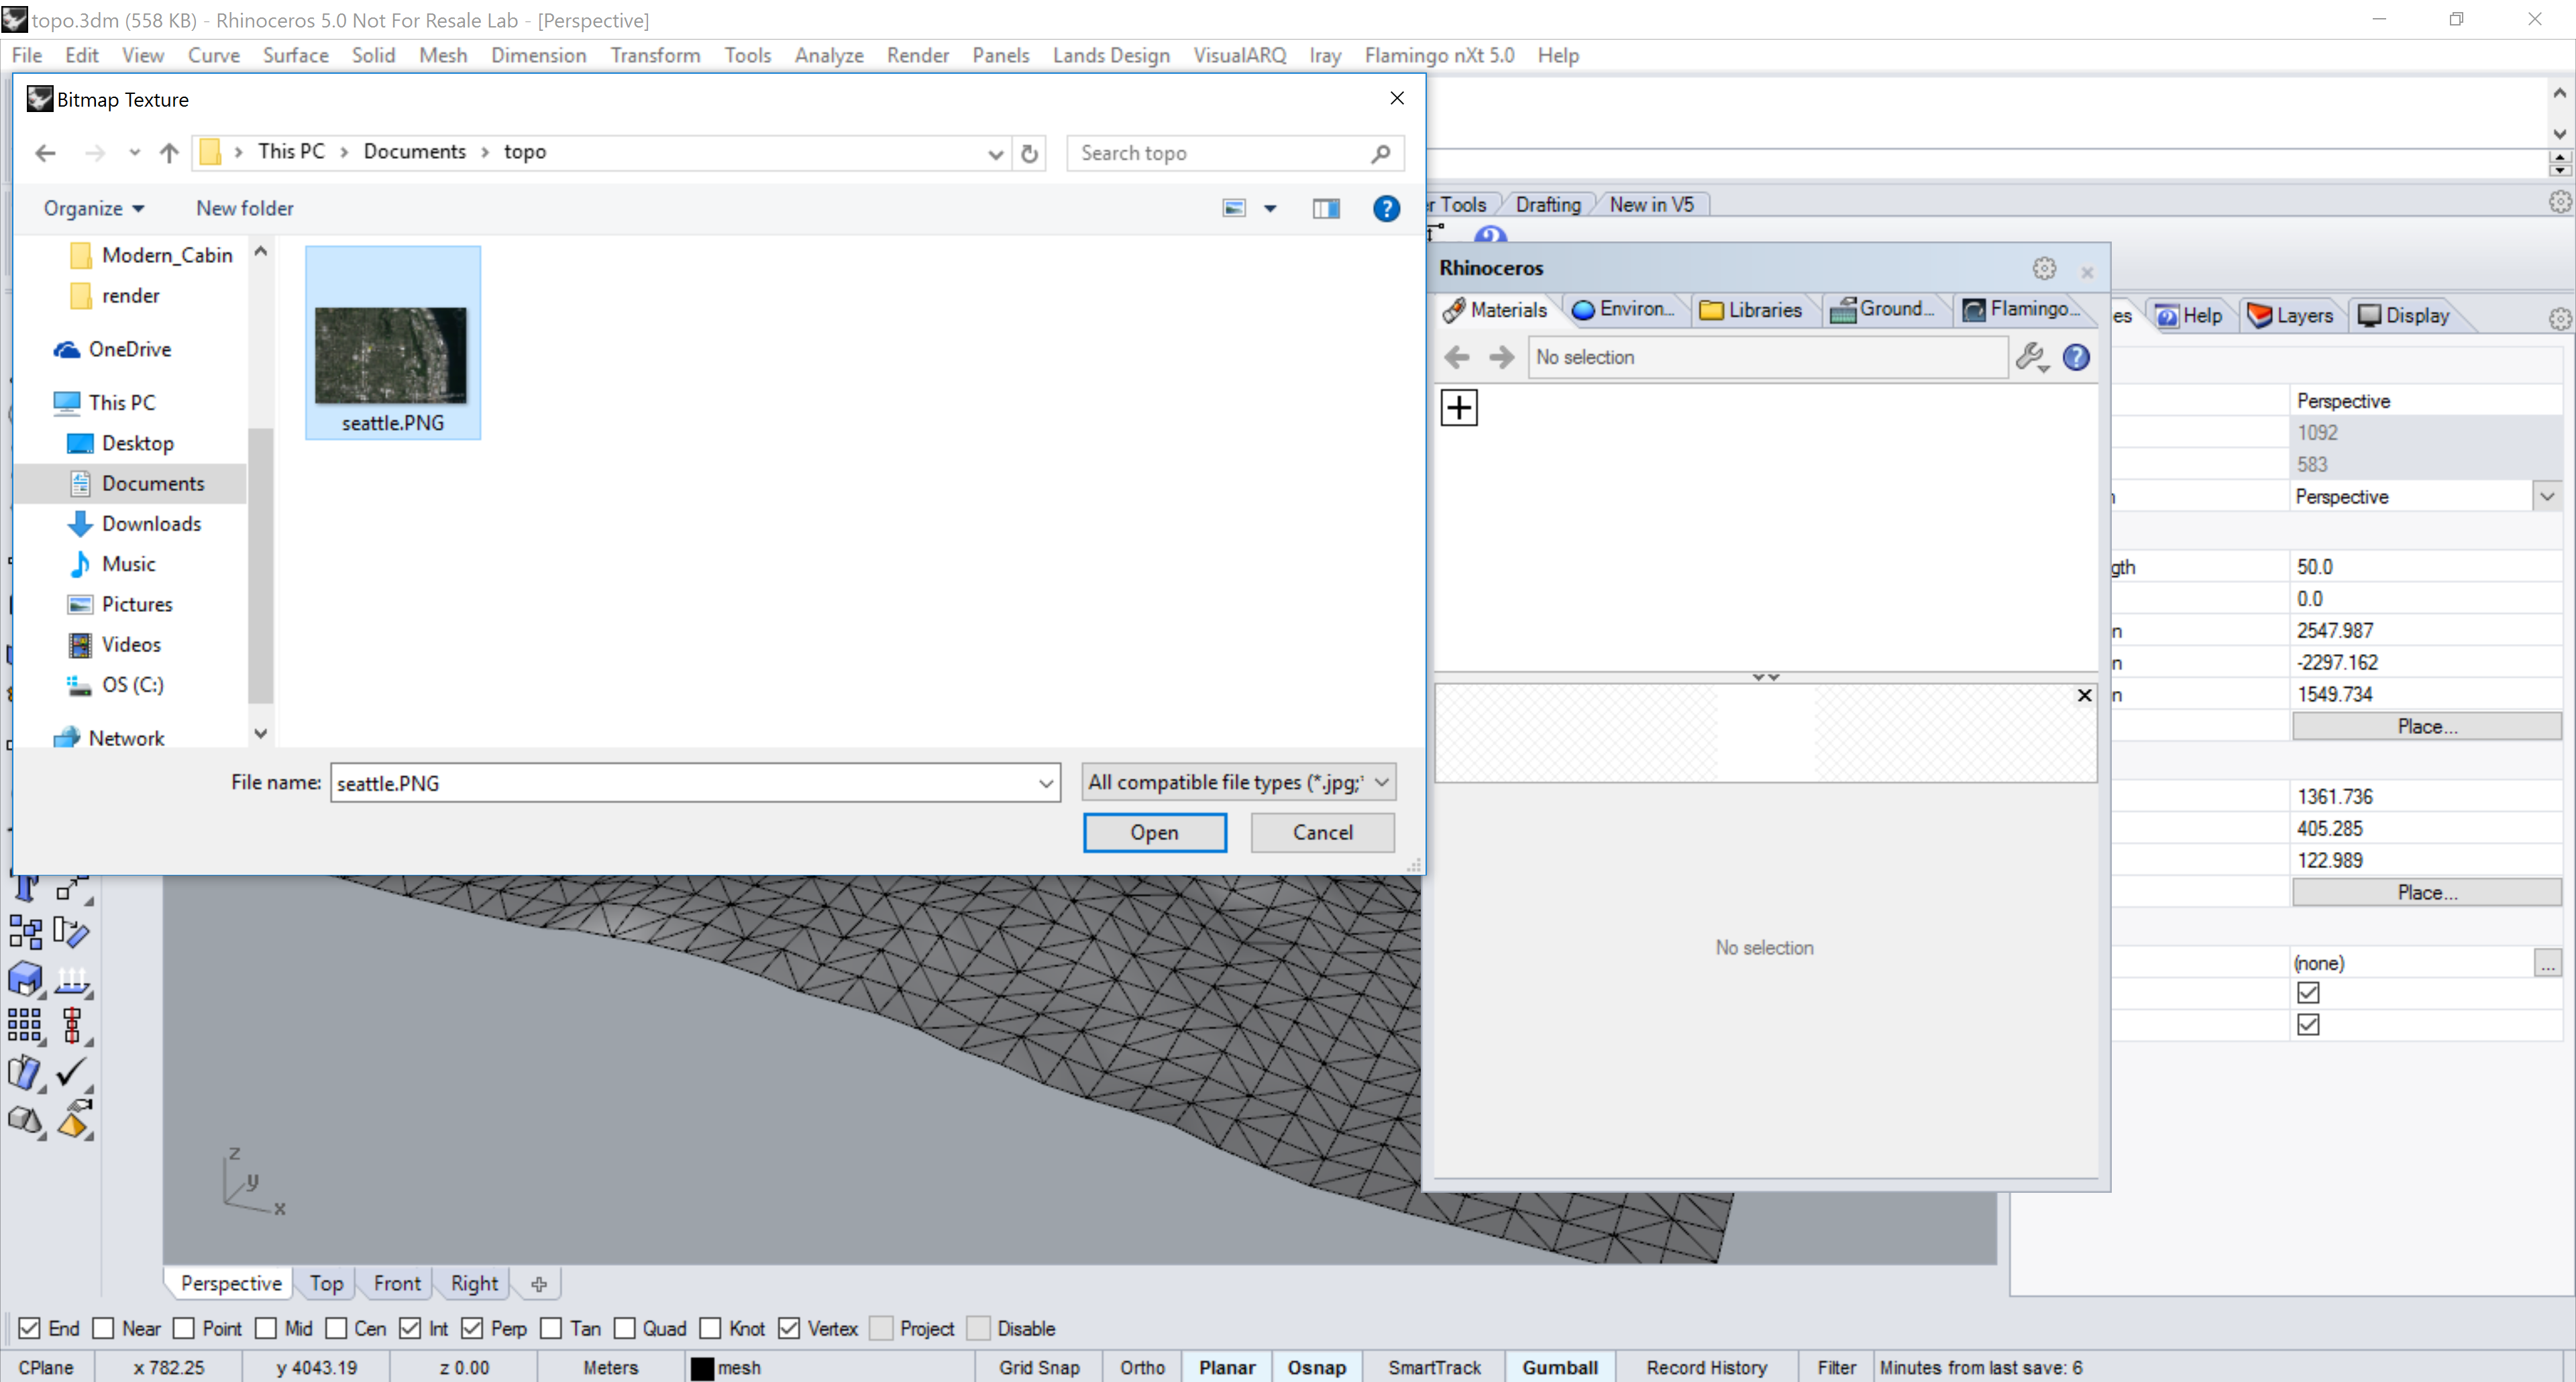 topo.3dm (558 KB) - Rhinoceros 5.0 Not For Resale Lab - [Perspective]
File Edit View Curve Surface Solid Mesh Dimension Transform Tools Analyze Render Panels Lands Design VisualARQ Iray Flamingo nXt 5.0 Help
Bitmap Texture
This PC Documents topo
Search topo
Organize New folder
Modern_Cabin
render
OneDrive
This PC
Desktop
Documents
Downloads
Music
Pictures
Videos
OS (C:)
Network
seattle.PNG
File name: seattle.PNG
All compatible file types (*.jpg;*
Open Cancel
r Tools Drafting New in V5
Rhinoceros
Materials Environ... Libraries Ground... Flamingo...
No selection
No selection
es Help Layers Display
Perspective
1092
583
n Perspective
gth 50.0
0.0
n 2547.987
n -2297.162
n 1549.734
Place...
1361.736
405.285
122.989
Place...
(none) ...
z
y
x
Perspective Top Front Right
End Near Point Mid Cen Int Perp Tan Quad Knot Vertex Project Disable
CPlane x 782.25 y 4043.19 z 0.00 Meters mesh Grid Snap Ortho Planar Osnap SmartTrack Gumball Record History Filter Minutes from last save: 6